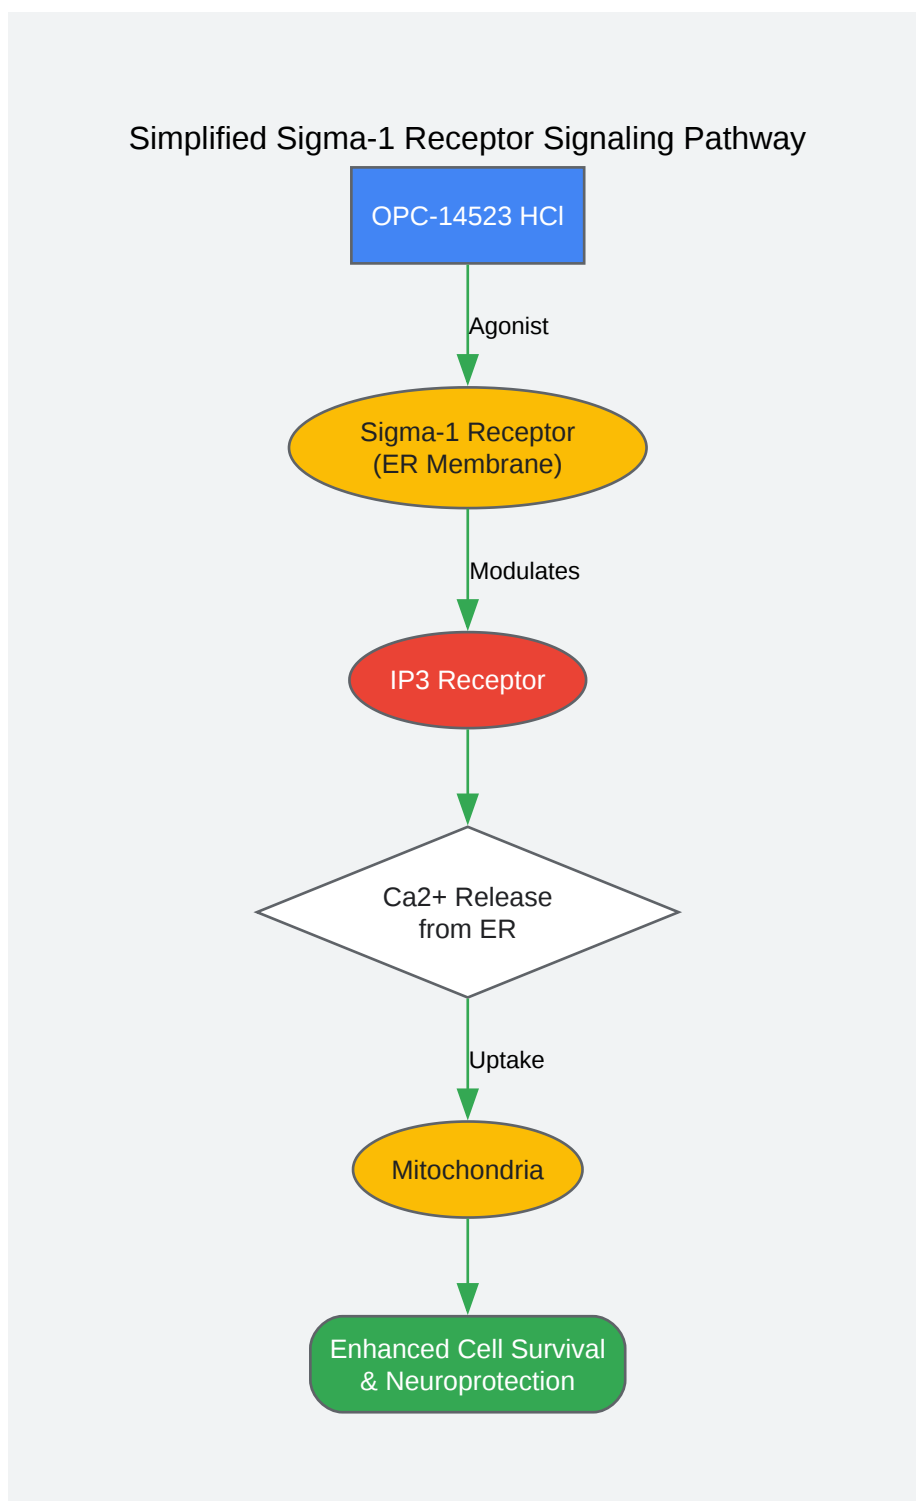 Simplified Sigma-1 Receptor Signaling Pathway
OPC-14523 HCl
Agonist
Sigma-1 Receptor
(ER Membrane)
Modulates
IP3 Receptor
Ca2+ Release
from ER
Uptake
Mitochondria
Enhanced Cell Survival
& Neuroprotection